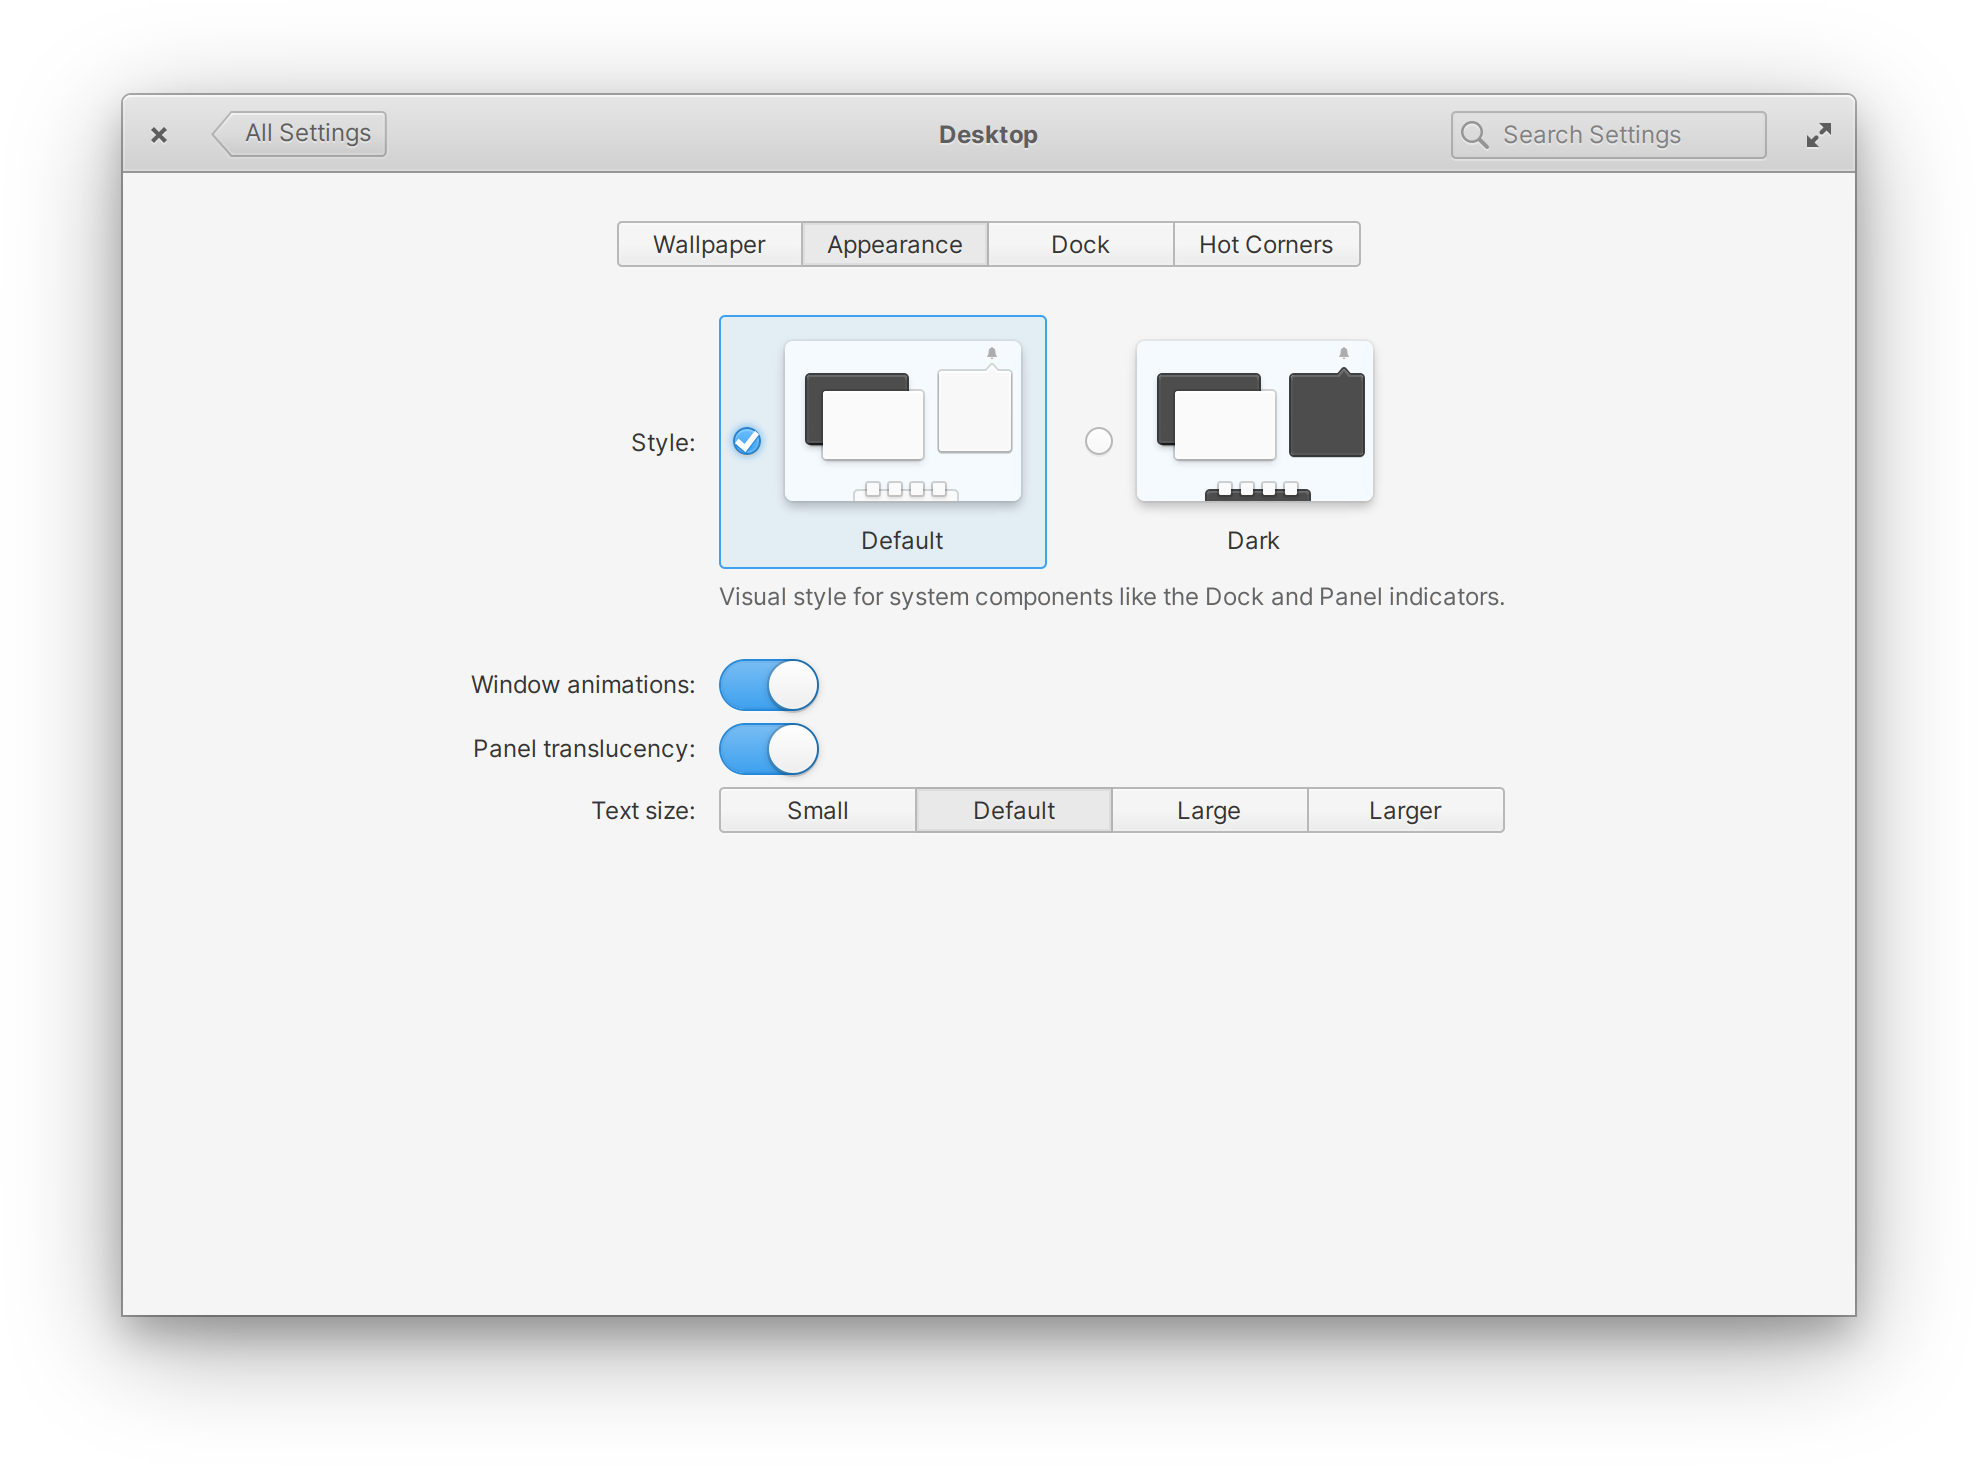 All Settings
Desktop
Search Settings
Wallpaper
Appearance
Dock
Hot Corners
Style:
Default
Dark
Visual style for system components like the Dock and Panel indicators.
Window animations:
Panel translucency:
Text size:
Small
Default
Large
Larger